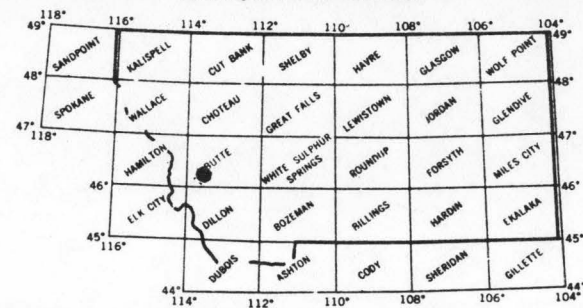 118° 116° 114° 112° 110° 108° 106° 104°
49° 49°
SANDPOINT KALISPELL CUT BANK SHELBY HAVRE GLASGOW WOLF POINT
48° 48°
SPOKANE WALLACE CHOTEAU GREAT FALLS LEWISTOWN JORDAN GLENDIVE
47° 47°
118°
HAMILTON BUTTE WHITE SULPHUR SPRINGS ROUNDUP FORSYTH MILES CITY
46° 46°
ELK CITY DILLON BOZEMAN BILLINGS HARDIN EKALAKA
45° 45°
116°
DUBOIS ASHTON CODY SHERIDAN GILLETTE
44° 44°
114° 112° 110° 108° 106° 104°